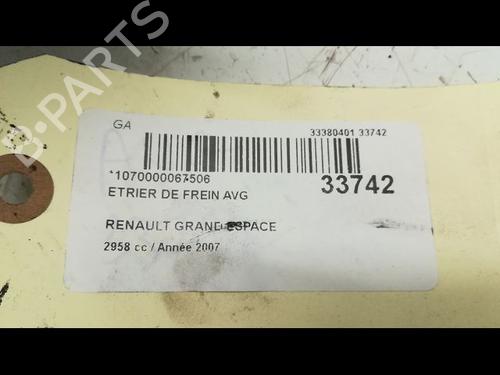 GA
33380401 33742
*1070000067506
33742
ETRIER DE FREIN AVG
RENAULT GRAND ESPACE
2958 cc / Année 2007
B-PARTS